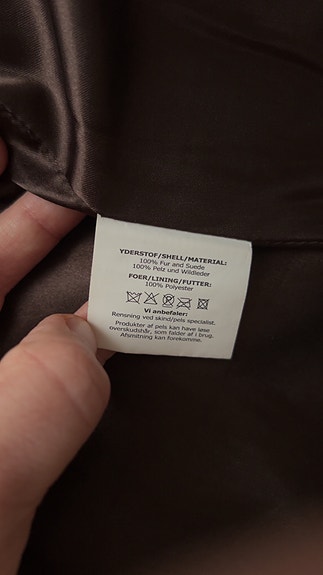 YDERSTOF/SHELL/MATERIAL:
100% Fur and Suede
100% Pelz und Wildleder
FOER/LINING/FUTTER:
100% Polyester
Vi anbefaler:
Rensning ved skind/pels specialist.
Produkter af pels kan have løse
overskudshår, som falder af i brug.
Afsmitning kan forekomme.